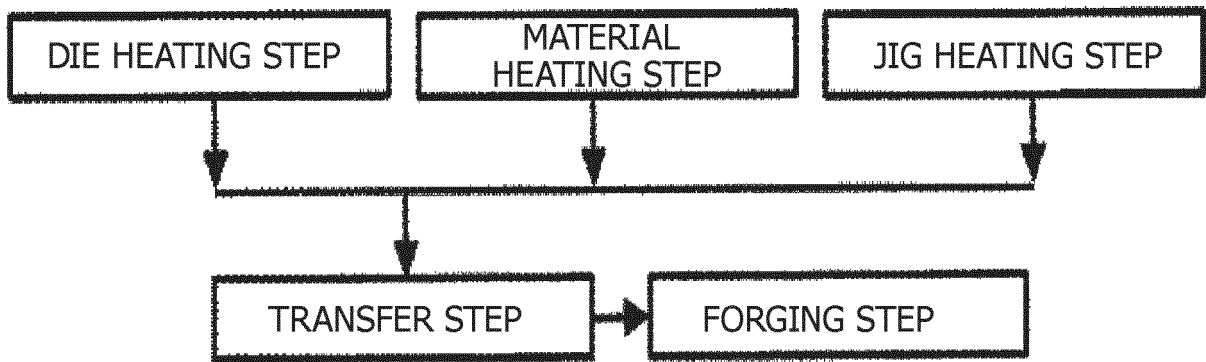 DIE HEATING STEP
MATERIAL
HEATING STEP
JIG HEATING STEP
TRANSFER STEP
FORGING STEP